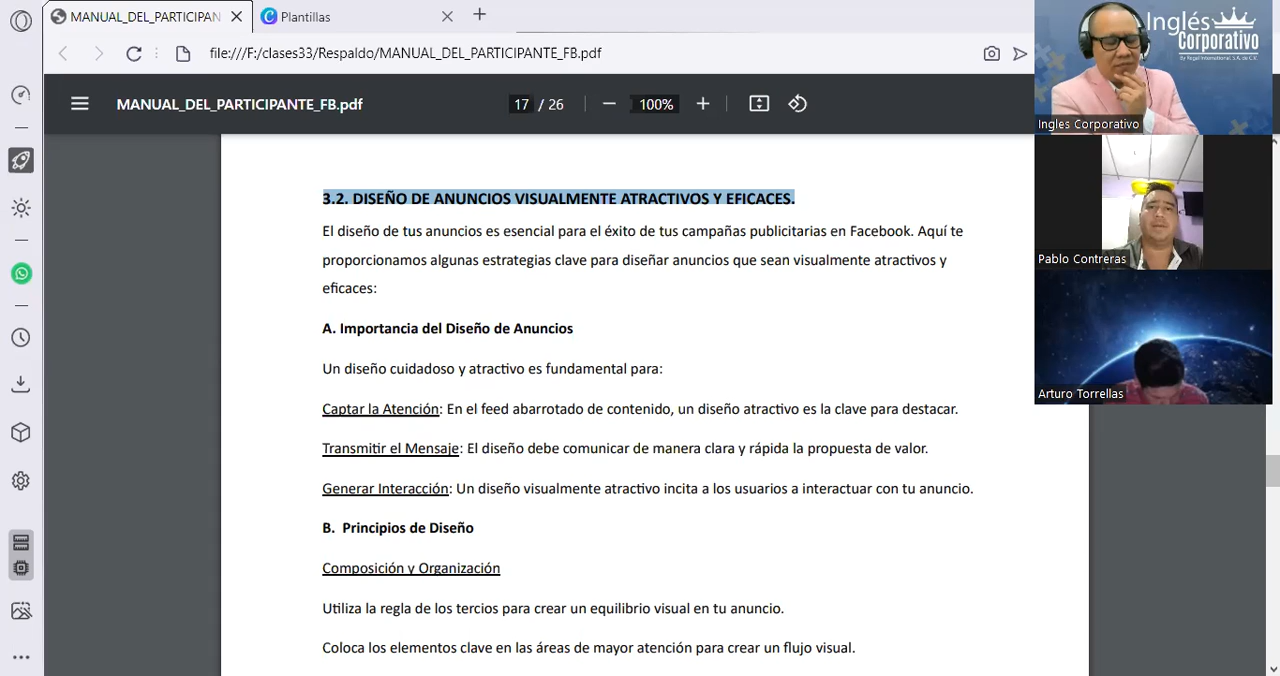 MANUAL_DEL_PARTICIPAN
Plantillas
file:///F:/clases33/Respaldo/MANUAL_DEL_PARTICIPANTE_FB.pdf
MANUAL_DEL_PARTICIPANTE_FB.pdf
17 / 26
100%
3.2. DISEÑO DE ANUNCIOS VISUALMENTE ATRACTIVOS Y EFICACES.
El diseño de tus anuncios es esencial para el éxito de tus campañas publicitarias en Facebook. Aquí te
proporcionamos alguna estrategias clave para diseñar anuncios que sean visualmente atractivos y
eficaces:
A. Importancia del Diseño de Anuncios
Un diseño cuidadoso y atractivo es fundamental para:
Captar la Atención: En el feed abarrotado de contenido, un diseño atractivo es la clave para destacar.
Transmitir el Mensaje: El diseño debe comunicar de manera clara y rápida la propuesta de valor.
Generar Interacción: Un diseño visualmente atractivo incita a los usuarios a interactuar con tu anuncio.
B. Principios de Diseño
Composición y Organización
Utiliza la regla de los tercios para crear un equilibrio visual en tu anuncio.
Coloca los elementos clave en las áreas de mayor atención para crear un flujo visual.
Inglés
Corporativo
By Regal International, S.A. de C.V.
Ingles Corporativo
Pablo Contreras
Arturo Torrellas